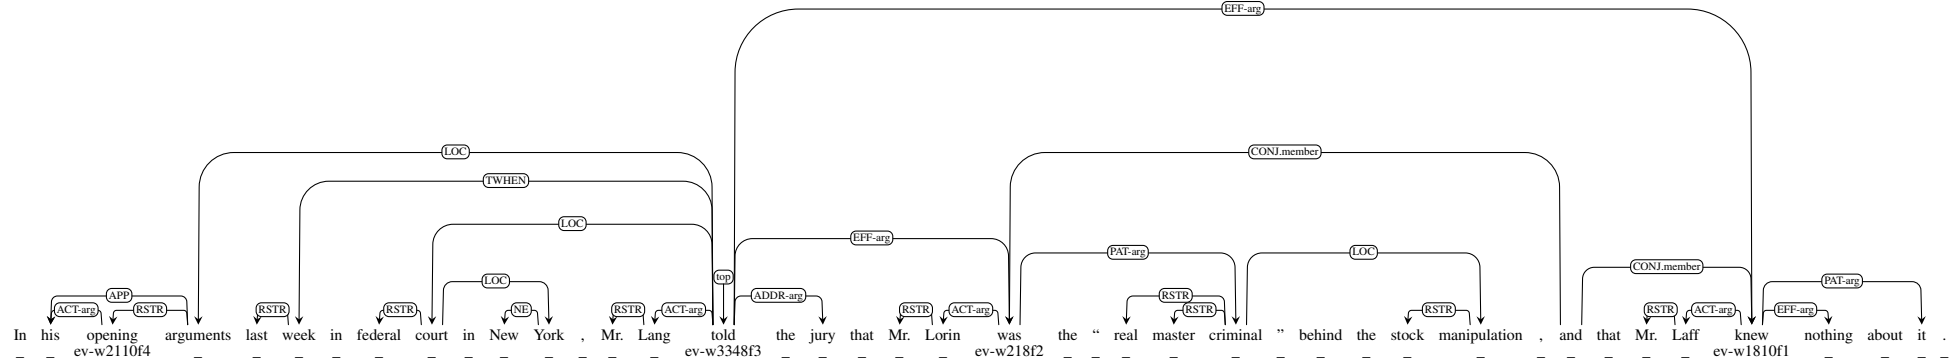 EFF-arg
LOC CONJ.member
TWHEN
LOC
EFF-arg
PAT-arg LOC
CONJ.member
top
LOC PAT-arg
APP RSTR ADDR-arg RSTR
ACT-arg RSTR RSTR RSTR NE RSTR ACT-arg RSTR ACT-arg RSTR RSTR RSTR ACT-arg EFF-arg
In his opening arguments last week in federal court in New York , Mr. Lang told the jury that Mr. Lorin was the “ real master criminal ” behind the stock manipulation , and that Mr. Laff knew nothing about it .
_ _ ev-w2110f4 _ _ _ _ _ _ _ _ _ _ _ _ ev-w3348f3 _ _ _ _ _ ev-w218f2 _ _ _ _ _ _ _ _ _ _ _ _ _ _ _ ev-w1810f1 _ _ _ _